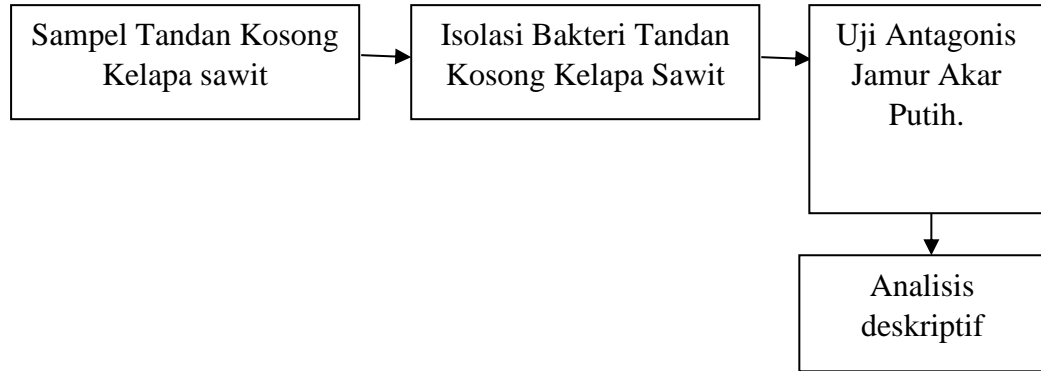 Sampel Tandan Kosong
Kelapa sawit
Isolasi Bakteri Tandan
Kosong Kelapa Sawit
Uji Antagonis
Jamur Akar
Putih.
Analisis
deskriptif